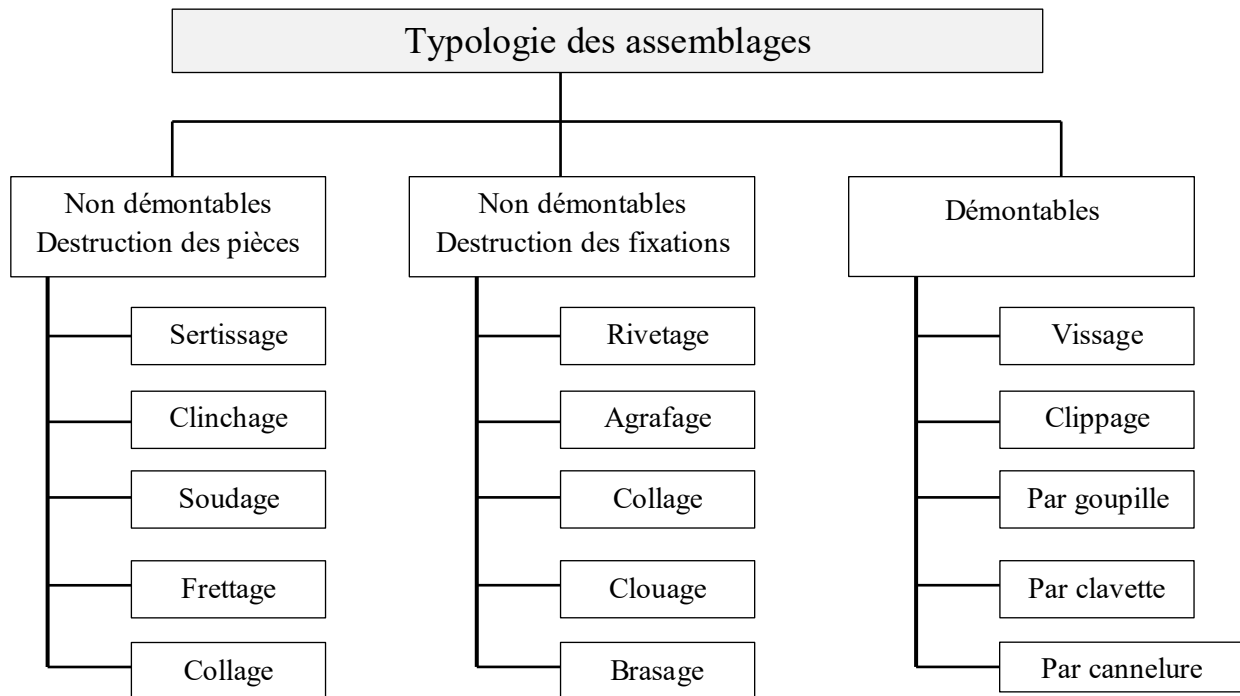 Typologie des assemblages
Non démontables
Destruction des pièces
Sertissage
Clinchage
Soudage
Frettage
Collage
Non démontables
Destruction des fixations
Rivetage
Agrafage
Collage
Clouage
Brasage
Démontables
Vissage
Clippage
Par goupille
Par clavette
Par cannelure